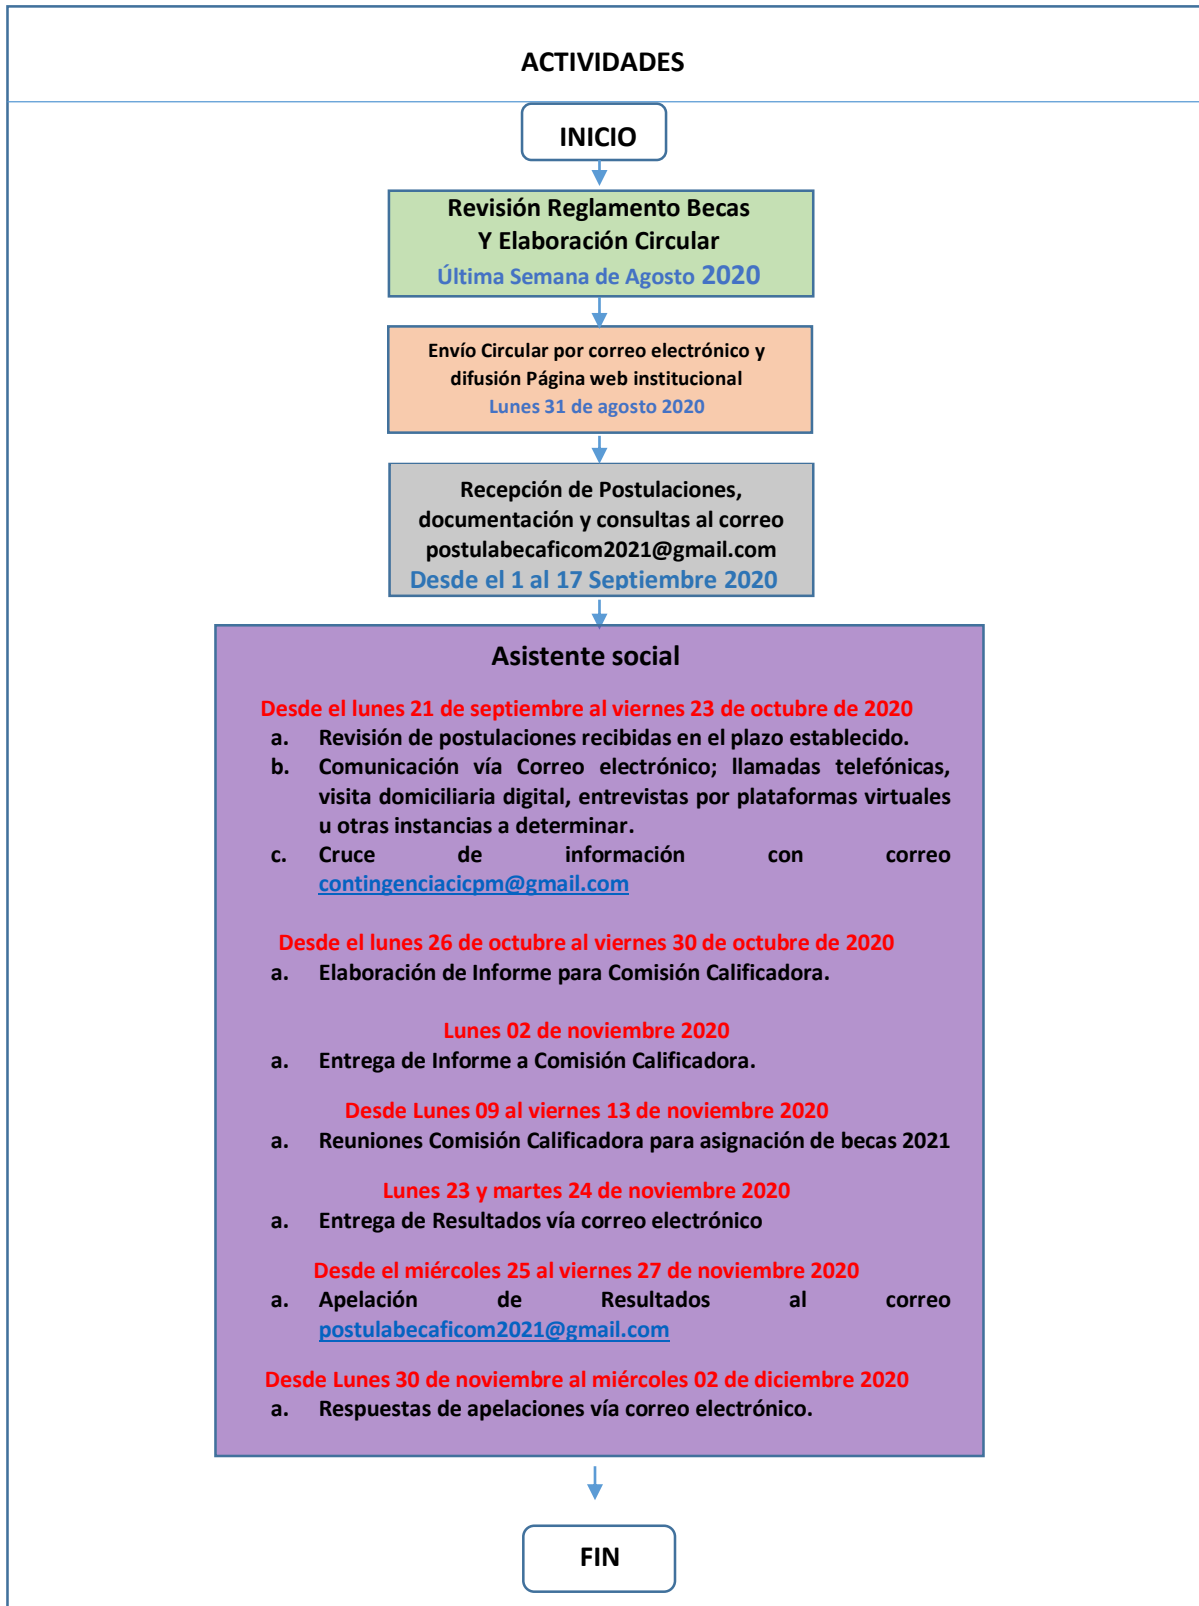 ACTIVIDADES
INICIO
Revisión Reglamento Becas
Y Elaboración Circular
Última Semana de Agosto 2020
Envío Circular por correo electrónico y
difusión Página web institucional
Lunes 31 de agosto 2020
Recepción de Postulaciones,
documentación y consultas al correo
postulabecaficom2021@gmail.com
Desde el 1 al 17 Septiembre 2020
Asistente social
Desde el lunes 21 de septiembre al viernes 23 de octubre de 2020
a. Revisión de postulaciones recibidas en el plazo establecido.
b. Comunicación vía Correo electrónico; llamadas telefónicas,
visita domiciliaria digital, entrevistas por plataformas virtuales
u otras instancias a determinar.
c. Cruce de información con correo
contingenciacicpm@gmail.com
Desde el lunes 26 de octubre al viernes 30 de octubre de 2020
a. Elaboración de Informe para Comisión Calificadora.
Lunes 02 de noviembre 2020
a. Entrega de Informe a Comisión Calificadora.
Desde Lunes 09 al viernes 13 de noviembre 2020
a. Reuniones Comisión Calificadora para asignación de becas 2021
Lunes 23 y martes 24 de noviembre 2020
a. Entrega de Resultados vía correo electrónico
Desde el miércoles 25 al viernes 27 de noviembre 2020
a. Apelación de Resultados al correo
postulabecaficom2021@gmail.com
Desde Lunes 30 de noviembre al miércoles 02 de diciembre 2020
a. Respuestas de apelaciones vía correo electrónico.
FIN